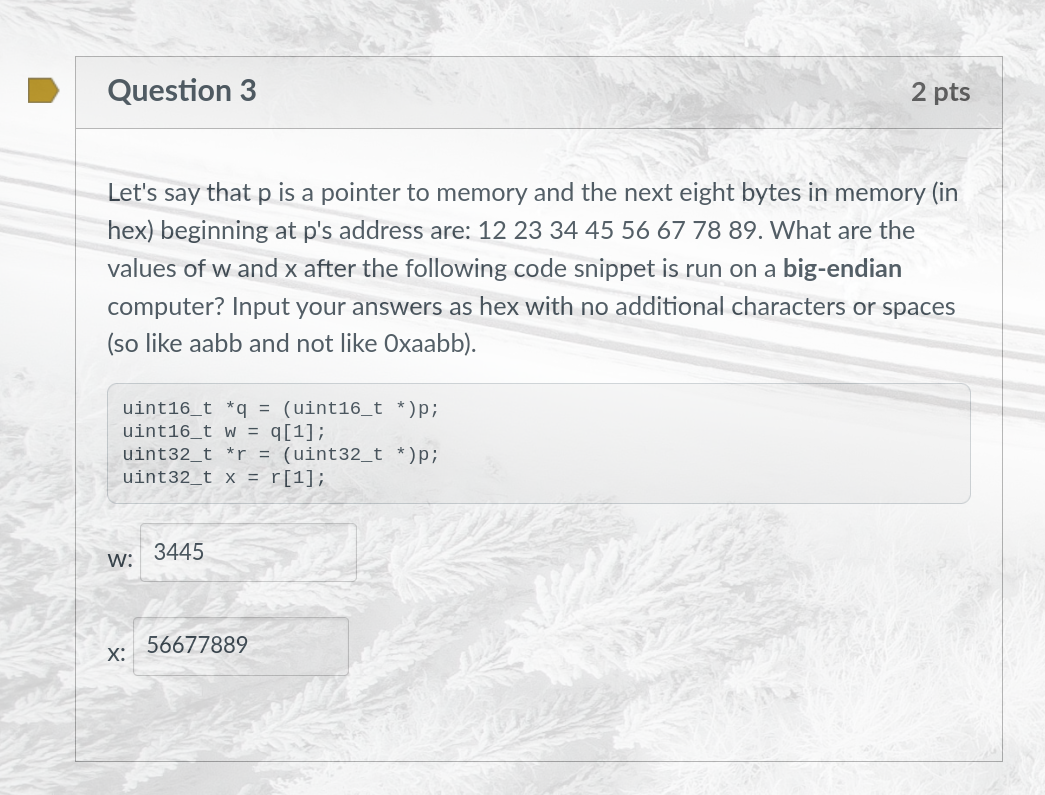 Question 3
2 pts
Let's say that p is a pointer to memory and the next eight bytes in memory (in
hex) beginning at p's address are: 12 23 34 45 56 67 78 89. What are the
values of w and x after the following code snippet is run on a big-endian
computer? Input your answers as hex with no additional characters or spaces
(so like aabb and not like 0xaabb).
uint16_t *q = (uint16_t *)p;
uint16_t w = q[1];
uint32_t *r = (uint32_t *)p;
uint32_t x = r[1];
w: 3445
x: 56677889